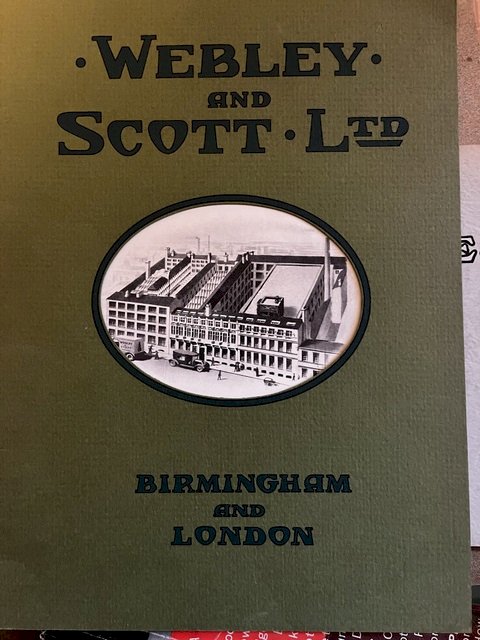 · WEBLEY ·
AND
SCOTT · LTD
BIRMINGHAM
AND
LONDON